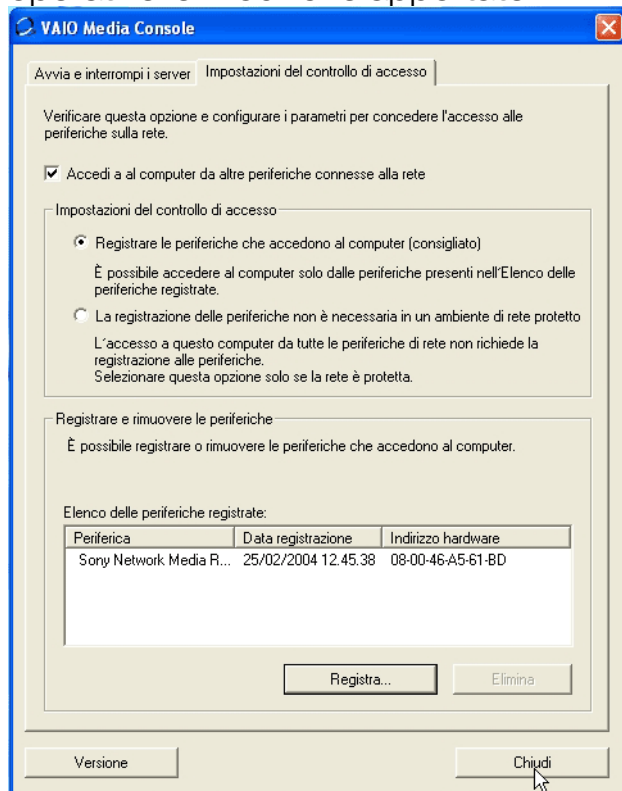 VAIO Media Console
Avvia e interrompi i server
Impostazioni del controllo di accesso
Verificare questa opzione e configurare i parametri per concedere l'accesso alle
periferiche sulla rete.
Accedi a al computer da altre periferiche connesse alla rete
Impostazioni del controllo di accesso
Registrare le periferiche che accedono al computer (consigliato)
È possibile accedere al computer solo dalle periferiche presenti nell'Elenco delle
periferiche registrate.
La registrazione delle periferiche non è necessaria in un ambiente di rete protetto
L´accesso a questo computer da tutte le periferiche di rete non richiede la
registrazione alle periferiche.
Selezionare questa opzione solo se la rete è protetta.
Registrare e rimuovere le periferiche
È possibile registrare o rimuovere le periferiche che accedono al computer.
Elenco delle periferiche registrate:
Periferica Data registrazione Indirizzo hardware
Sony Network Media R... 25/02/2004 12.45.38 08-00-46-A5-61-BD
Registra... Elimina
Versione Chiudi